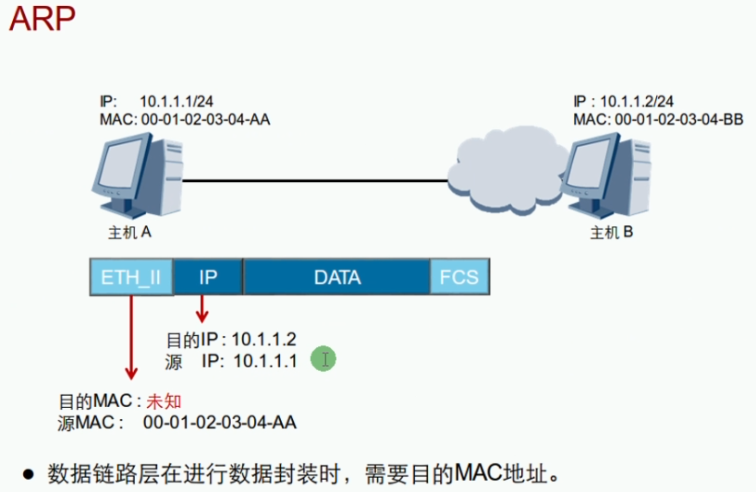 ARP
IP: 10.1.1.1/24
MAC: 00-01-02-03-04-AA
IP : 10.1.1.2/24
MAC: 00-01-02-03-04-BB
主机 A
主机 B
ETH_II IP DATA FCS
目的IP : 10.1.1.2
源 IP: 10.1.1.1
目的MAC : 未知
源MAC : 00-01-02-03-04-AA
● 数据链路层在进行数据封装时，需要目的MAC地址。